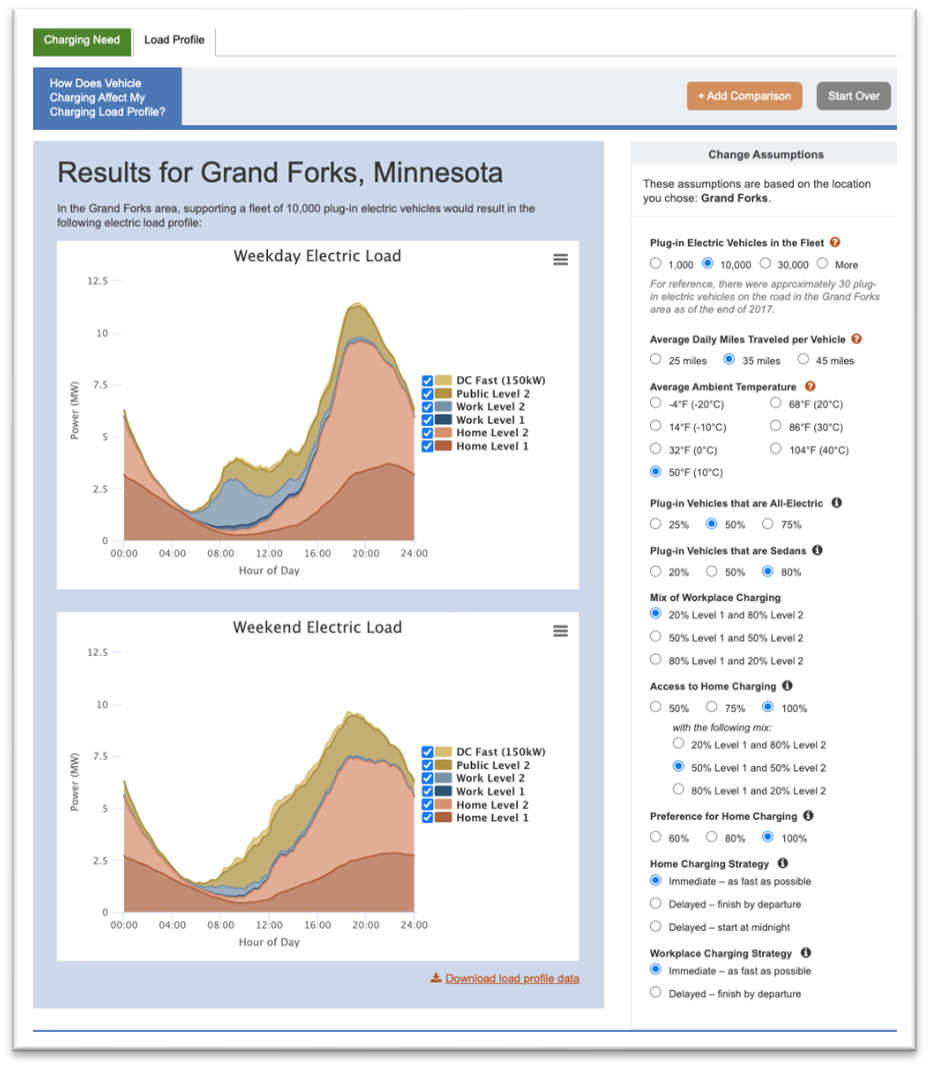 Charging Need
Load Profile
How Does Vehicle
Charging Affect My
Charging Load Profile?
+ Add Comparison
Start Over
Results for Grand Forks, Minnesota
In the Grand Forks area, supporting a fleet of 10,000 plug-in electric vehicles would result in the
following electric load profile:
Weekday Electric Load
12.5
10
7.5
5
2.5
0
Power (MW)
00:00 04:00 08:00 12:00 16:00 20:00 24:00
Hour of Day
DC Fast (150kW)
Public Level 2
Work Level 2
Work Level 1
Home Level 2
Home Level 1
Weekend Electric Load
12.5
10
7.5
5
2.5
0
Power (MW)
00:00 04:00 08:00 12:00 16:00 20:00 24:00
Hour of Day
DC Fast (150kW)
Public Level 2
Work Level 2
Work Level 1
Home Level 2
Home Level 1
Download load profile data
Change Assumptions
These assumptions are based on the location
you chose: Grand Forks.
Plug-in Electric Vehicles in the Fleet ?
1,000 10,000 30,000 More
For reference, there were approximately 30 plug-
in electric vehicles on the road in the Grand Forks
area as of the end of 2017.
Average Daily Miles Traveled per Vehicle ?
25 miles 35 miles 45 miles
Average Ambient Temperature ?
-4°F (-20°C) 68°F (20°C)
14°F (-10°C) 86°F (30°C)
32°F (0°C) 104°F (40°C)
50°F (10°C)
Plug-in Vehicles that are All-Electric i
25% 50% 75%
Plug-in Vehicles that are Sedans i
20% 50% 80%
Mix of Workplace Charging
20% Level 1 and 80% Level 2
50% Level 1 and 50% Level 2
80% Level 1 and 20% Level 2
Access to Home Charging i
50% 75% 100%
with the following mix:
20% Level 1 and 80% Level 2
50% Level 1 and 50% Level 2
80% Level 1 and 20% Level 2
Preference for Home Charging i
60% 80% 100%
Home Charging Strategy i
Immediate – as fast as possible
Delayed – finish by departure
Delayed – start at midnight
Workplace Charging Strategy i
Immediate – as fast as possible
Delayed – finish by departure